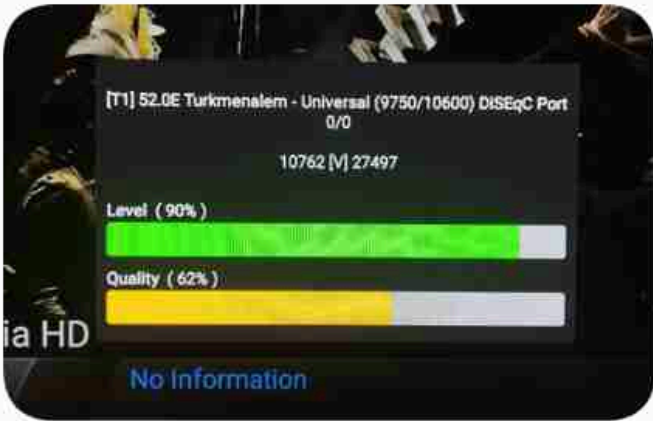 [T1] 52.0E Turkmenalem - Universal (9750/10600) DISEqC Port
0/0
10762 [V] 27497
Level ( 90% )
Quality ( 62% )
ia HD
No Information